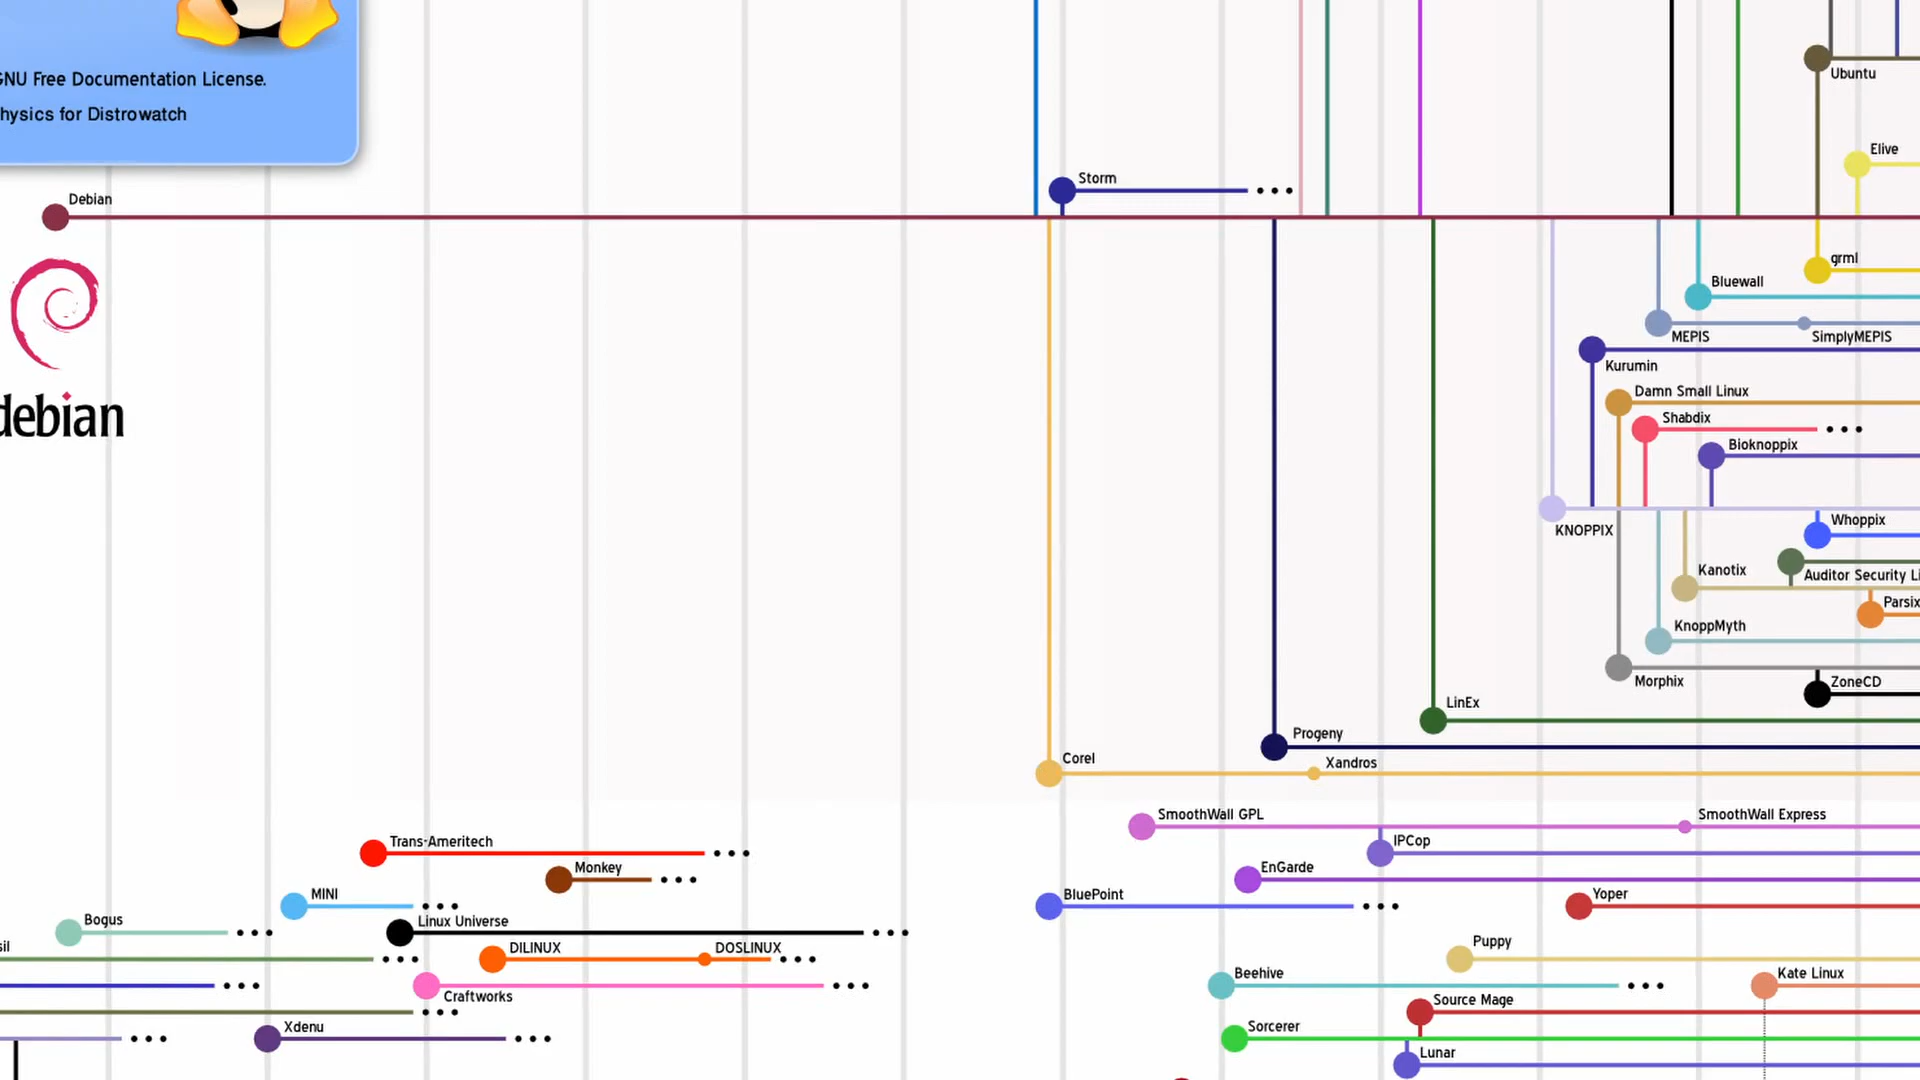 GNU Free Documentation License.
hysics for Distrowatch
Ubuntu
Elive
Storm
Debian
grml
Bluewall
MEPIS
SimplyMEPIS
Kurumin
debian
Damn Small Linux
Shabdix
Bioknoppix
Whoppix
KNOPPIX
Kanotix
Auditor Security Li
Parsix
KnoppMyth
Morphix
ZoneCD
LinEx
Progeny
Corel
Xandros
SmoothWall GPL
SmoothWall Express
Trans-Ameritech
IPCop
Monkey
EnGarde
MINI
BluePoint
Yoper
Bogus
Linux Universe
sil
DILINUX
DOSLINUX
Puppy
Beehive
Kate Linux
Craftworks
Source Mage
Xdenu
Sorcerer
Lunar